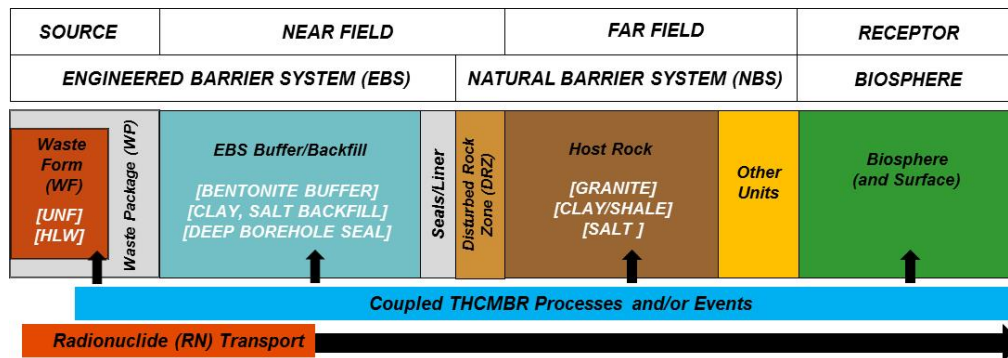 SOURCE
NEAR FIELD
FAR FIELD
RECEPTOR
ENGINEERED BARRIER SYSTEM (EBS)
NATURAL BARRIER SYSTEM (NBS)
BIOSPHERE
Waste
Form
(WF)
[UNF]
[HLW]
Waste Package (WP)
EBS Buffer/Backfill
[BENTONITE BUFFER]
[CLAY, SALT BACKFILL]
[DEEP BOREHOLE SEAL]
Seals/Liner
Disturbed Rock
Zone (DRZ)
Host Rock
[GRANITE]
[CLAY/SHALE]
[SALT ]
Other
Units
Biosphere
(and Surface)
Coupled THCMBR Processes and/or Events
Radionuclide (RN) Transport